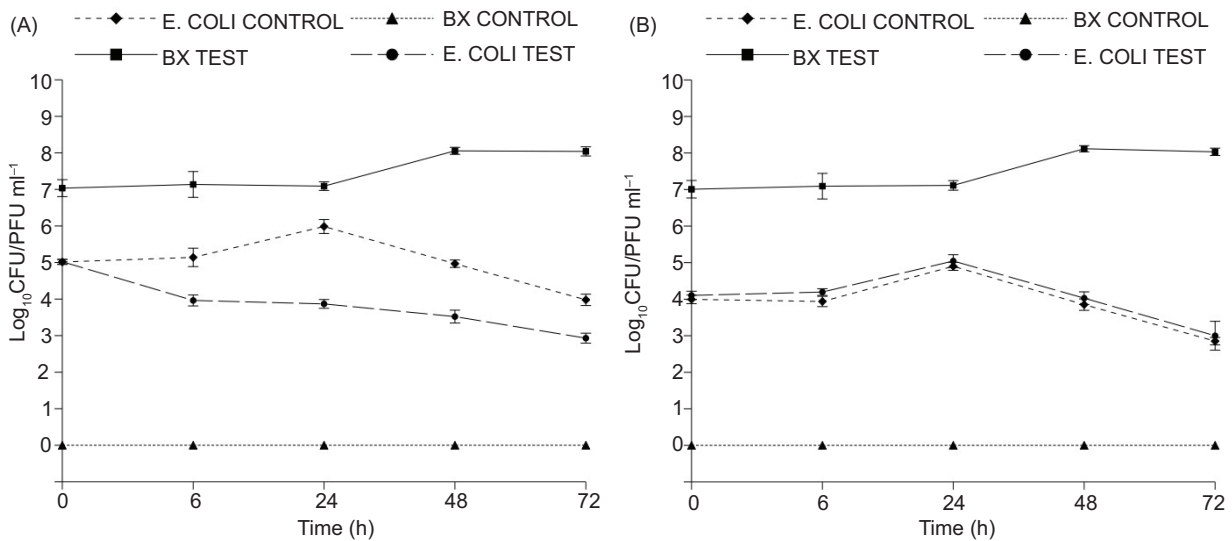 (A)
E. COLI CONTROL
BX CONTROL
BX TEST
E. COLI TEST
10
9
8
7
6
5
4
3
2
1
0
Log₁₀CFU/PFU ml⁻¹
0 6 24 48 72
Time (h)
(B)
E. COLI CONTROL
BX CONTROL
BX TEST
E. COLI TEST
10
9
8
7
6
5
4
3
2
1
0
Log₁₀CFU/PFU ml⁻¹
0 6 24 48 72
Time (h)